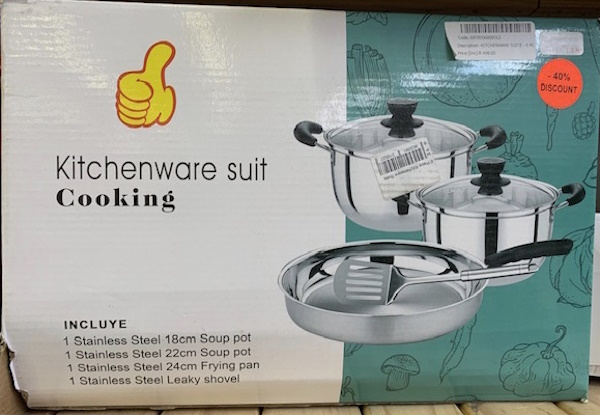 - 40%
DISCOUNT
Kitchenware suit
Cooking
INCLUYE
1 Stainless Steel 18cm Soup pot
1 Stainless Steel 22cm Soup pot
1 Stainless Steel 24cm Frying pan
1 Stainless Steel Leaky shovel